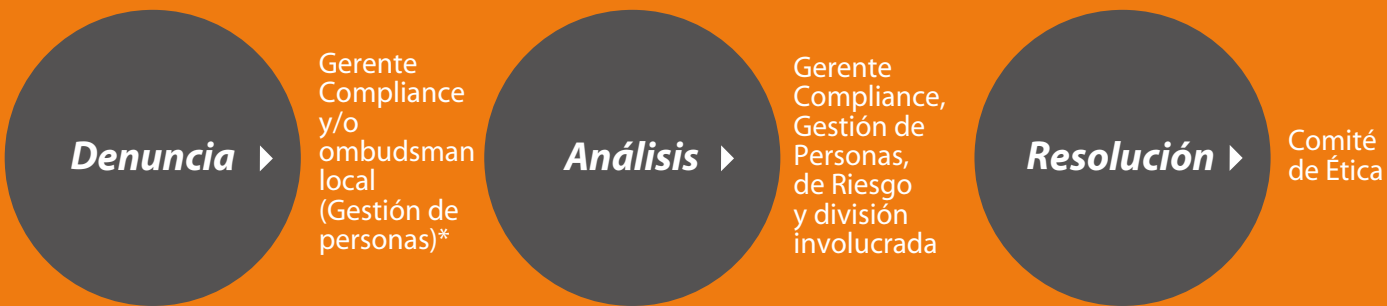 Denuncia
Gerente
Compliance
y/o
ombudsman
local
(Gestión de
personas)*
Análisis
Gerente
Compliance,
Gestión de
Personas,
de Riesgo
y división
involucrada
Resolución
Comité
de Ética